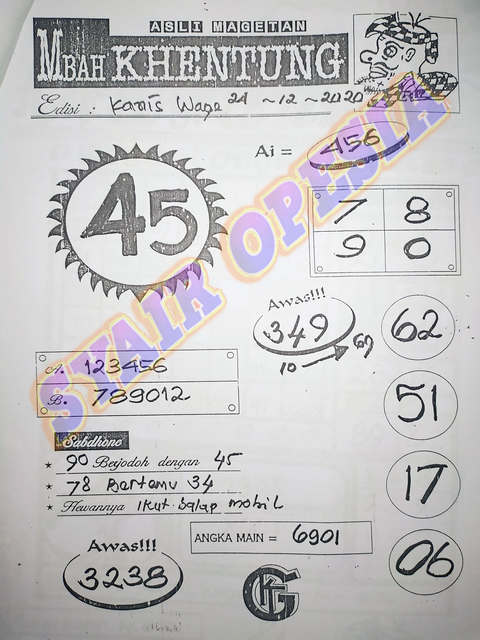 ASLI MAGETAN
MBAH KHENTUNG
Edisi : Kamis Wage 24 ~ 12 ~ 2020
Ai = 456
45
7 8
9 0
Awas!!!
349
10 → 67
62
A. 123456
B. 789012
51
SYAIR OPESIA
Sabdhono
★ 90 Berjodoh dengan 45
★ 78 Bertemu 34
★ Hewannya Ikut balap mobil
17
ANGKA MAIN = 6901
Awas!!!
3238
06